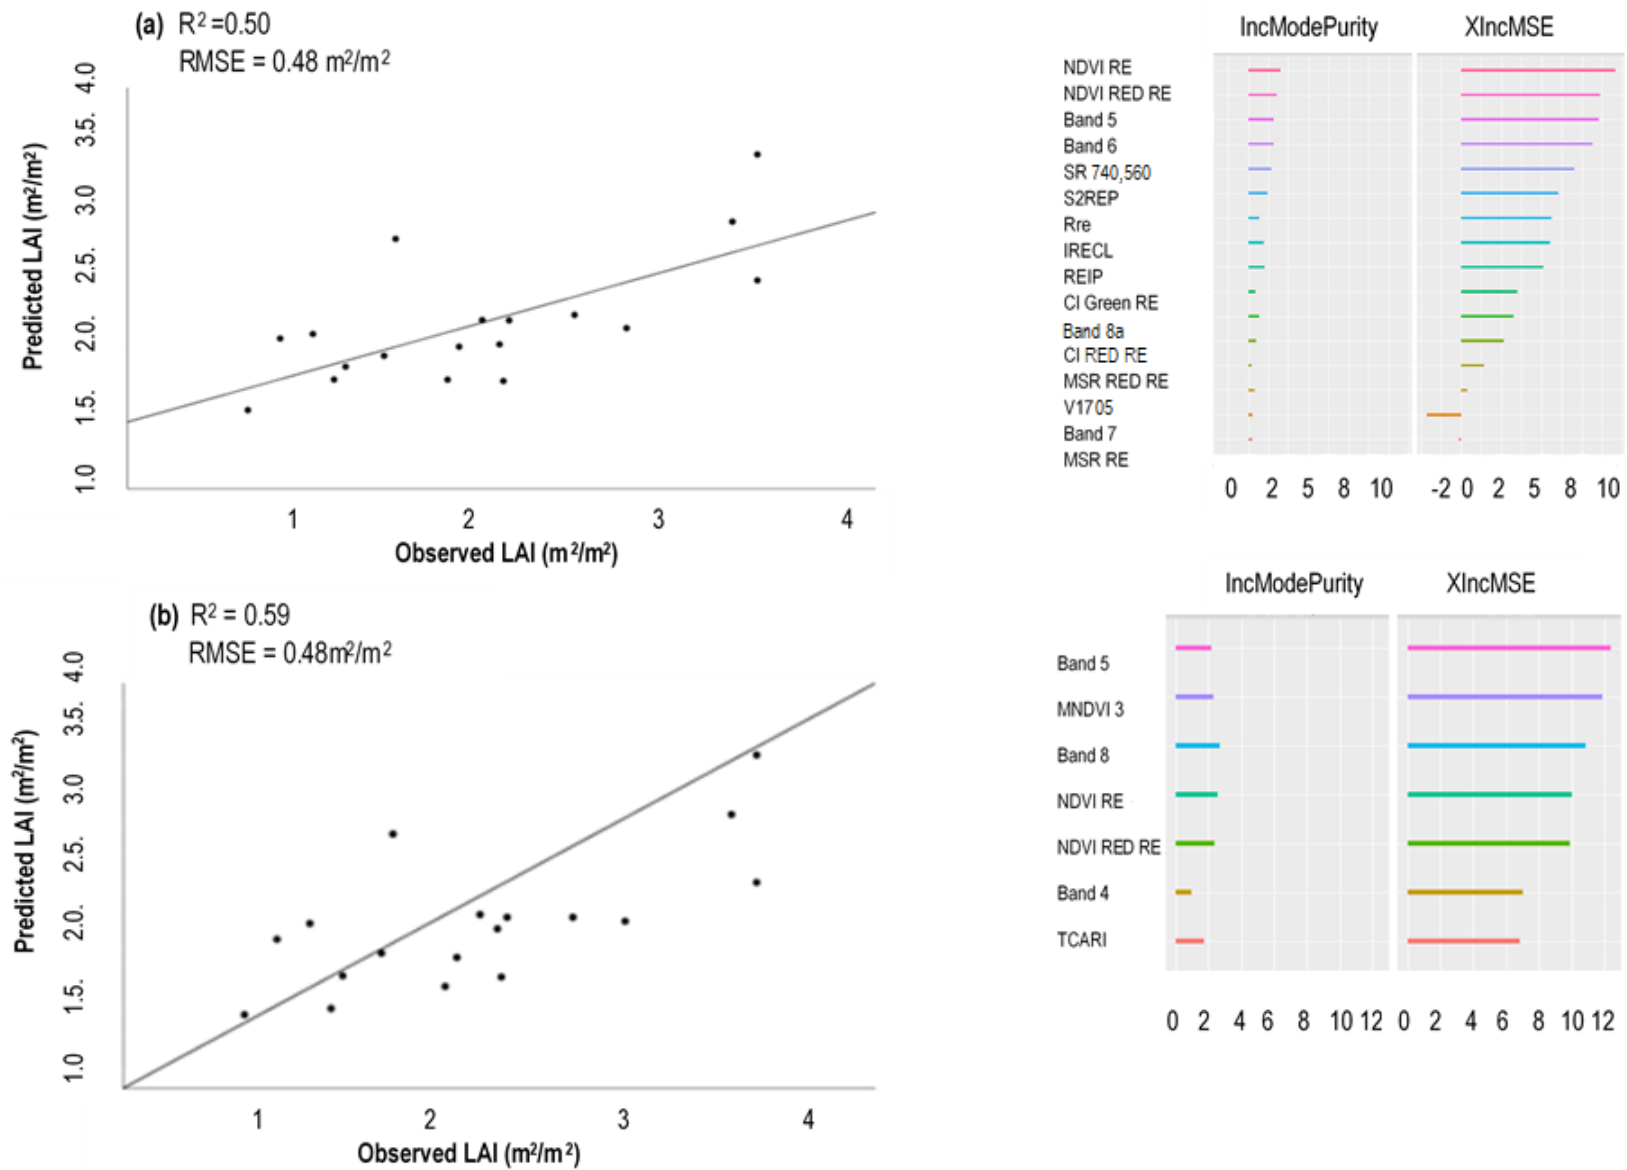 (a) R² =0.50
RMSE = 0.48 m²/m²
Predicted LAI (m²/m²)
4.0
3.5.
3.0
2.5.
2.0.
1.5.
1.0
1 2 3 4
Observed LAI (m²/m²)
IncModePurity XIncMSE
NDVI RE
NDVI RED RE
Band 5
Band 6
SR 740,560
S2REP
Rre
IRECL
REIP
CI Green RE
Band 8a
CI RED RE
MSR RED RE
V1705
Band 7
MSR RE
0 2 5 8 10 -2 0 2 5 8 10
(b) R² = 0.59
RMSE = 0.48m²/m²
Predicted LAI (m²/m²)
4.0
3.5.
3.0
2.5.
2.0.
1.5.
1.0
1 2 3 4
Observed LAI (m²/m²)
IncModePurity XIncMSE
Band 5
MNDVI 3
Band 8
NDVI RE
NDVI RED RE
Band 4
TCARI
0 2 4 6 8 10 12 0 2 4 6 8 10 12